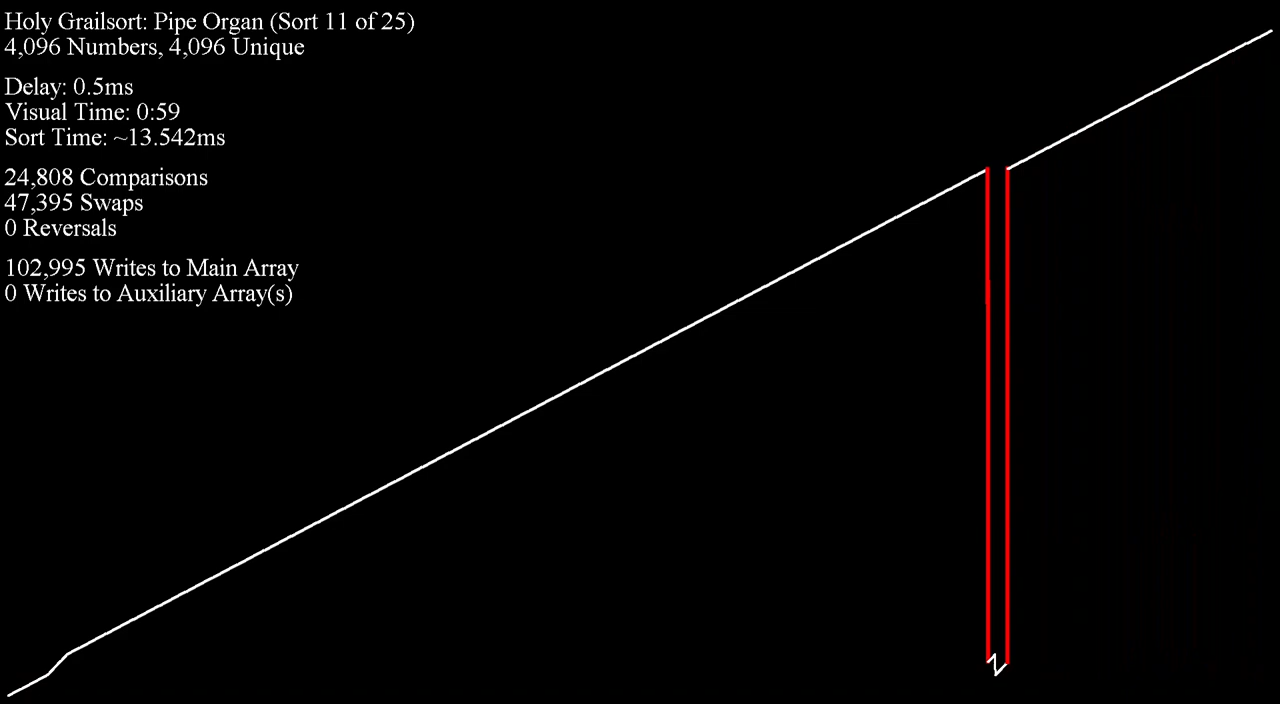 Holy Grailsort: Pipe Organ (Sort 11 of 25)
4,096 Numbers, 4,096 Unique
Delay: 0.5ms
Visual Time: 0:59
Sort Time: ~13.542ms
24,808 Comparisons
47,395 Swaps
0 Reversals
102,995 Writes to Main Array
0 Writes to Auxiliary Array(s)